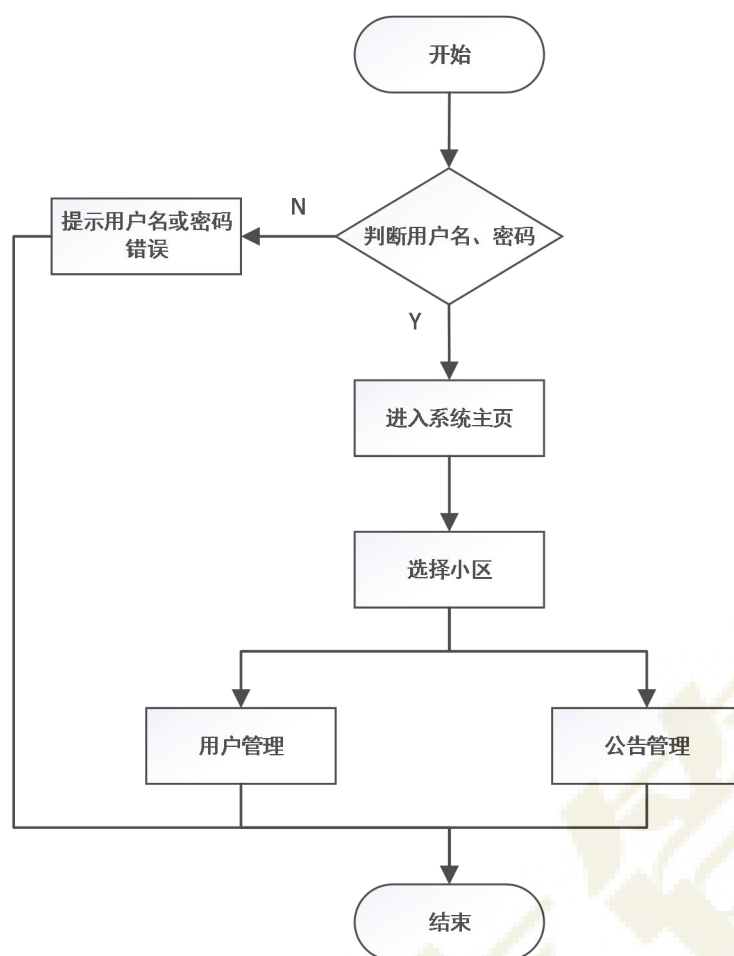 开始
判断用户名、密码
N
提示用户名或密码
错误
Y
进入系统主页
选择小区
用户管理
公告管理
结束